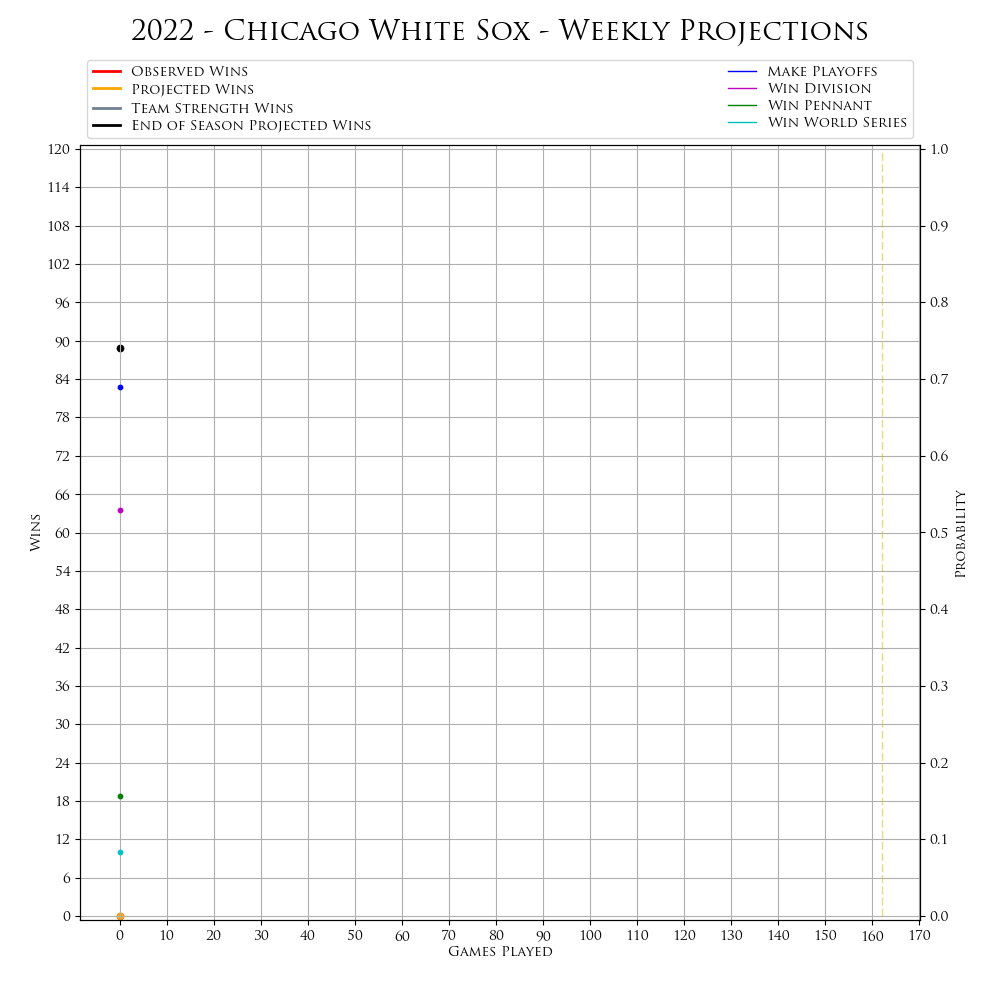 2022 - Chicago White Sox - Weekly Projections
Observed Wins
Projected Wins
Team Strength Wins
End of Season Projected Wins
Make Playoffs
Win Division
Win Pennant
Win World Series
120
114
108
102
96
90
84
78
72
66
60
54
48
42
36
30
24
18
12
6
0
Wins
1.0
0.9
0.8
0.7
0.6
0.5
0.4
0.3
0.2
0.1
0.0
Probability
0 10 20 30 40 50 60 70 80 90 100 110 120 130 140 150 160 170
Games Played